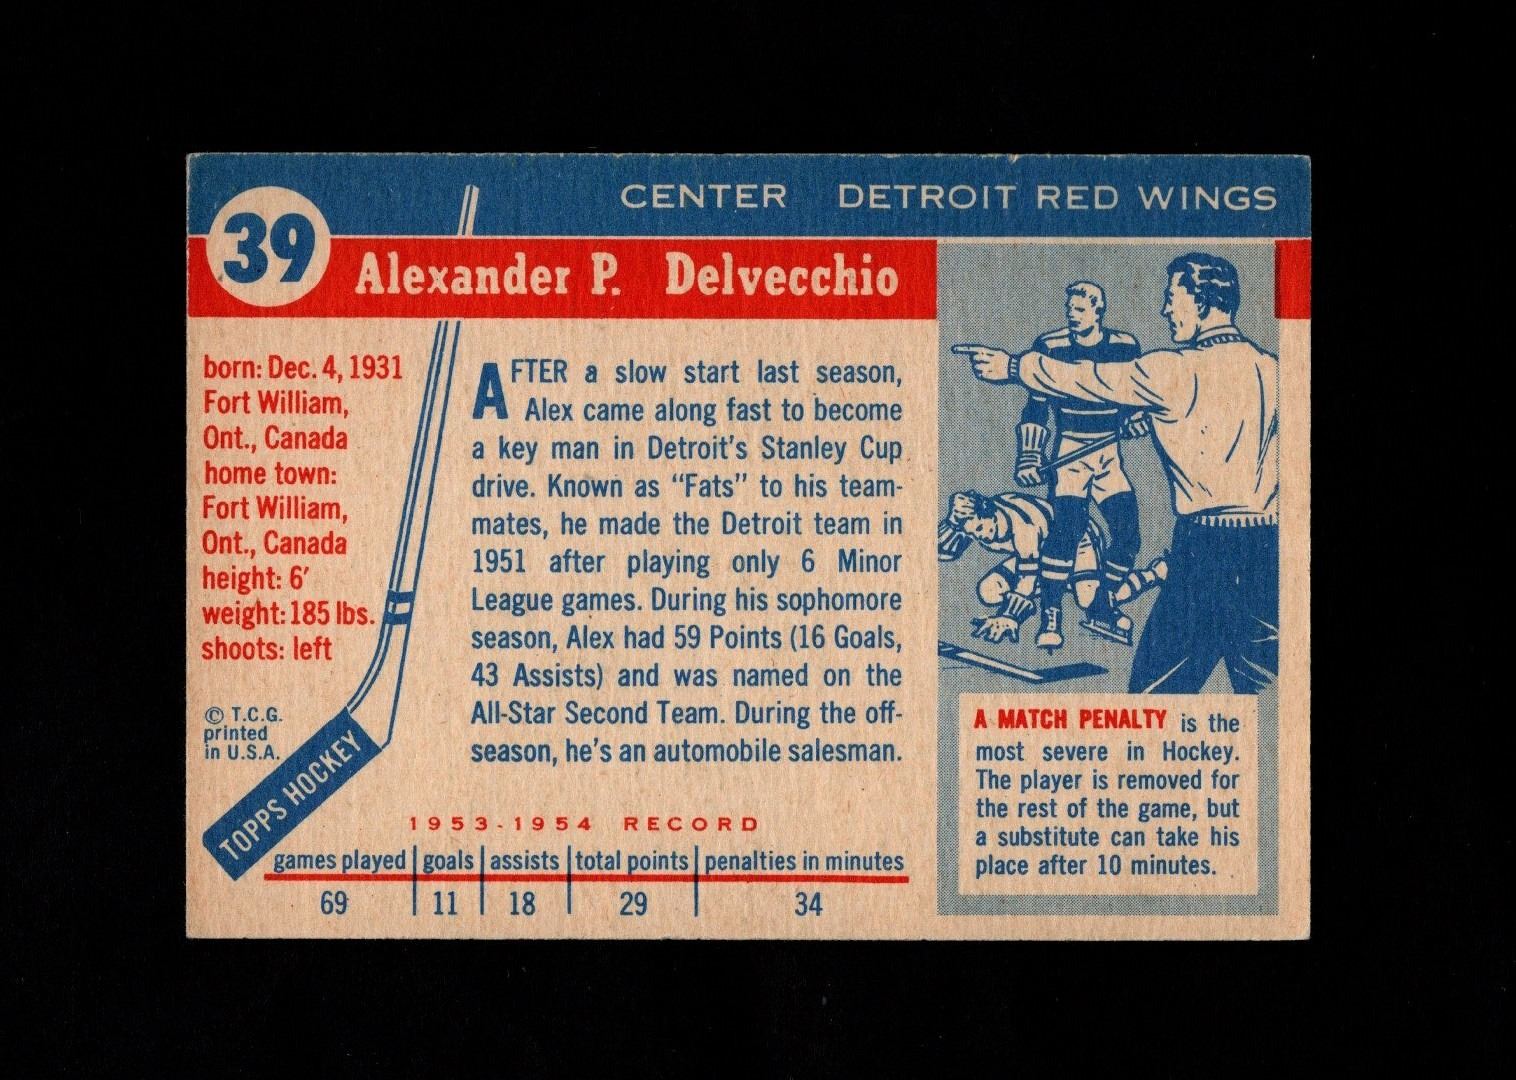 39
CENTER DETROIT RED WINGS
Alexander P. Delvecchio
born: Dec. 4, 1931
Fort William,
Ont., Canada
home town:
Fort William,
Ont., Canada
height: 6′
weight: 185 lbs.
shoots: left
© T.C.G.
printed
in U.S.A.
TOPPS HOCKEY
AFTER a slow start last season,
Alex came along fast to become
a key man in Detroit's Stanley Cup
drive. Known as "Fats" to his team-
mates, he made the Detroit team in
1951 after playing only 6 Minor
League games. During his sophomore
season, Alex had 59 Points (16 Goals,
43 Assists) and was named on the
All-Star Second Team. During the off-
season, he's an automobile salesman.
1953-1954 RECORD
games played goals assists total points penalties in minutes
69 11 18 29 34
A MATCH PENALTY is the
most severe in Hockey.
The player is removed for
the rest of the game, but
a substitute can take his
place after 10 minutes.